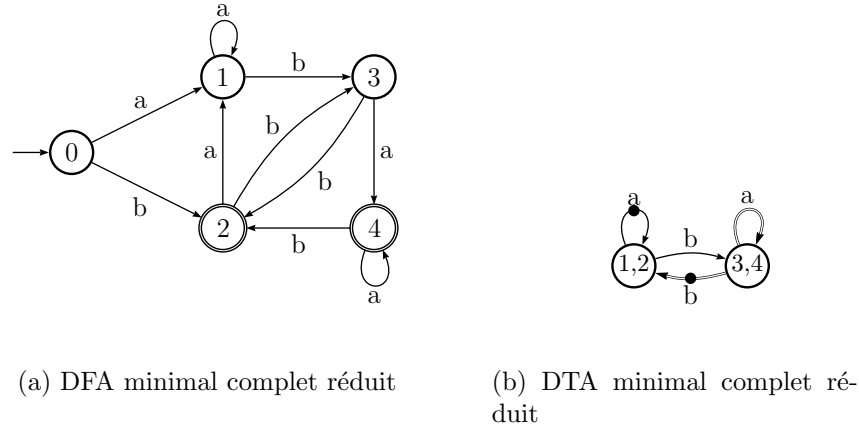 a
1
b
3
a
0
b
a
a
b
b
2
b
4
a
a
1,2
b
a
3,4
b
(a) DFA minimal complet réduit
(b) DTA minimal complet ré-
duit